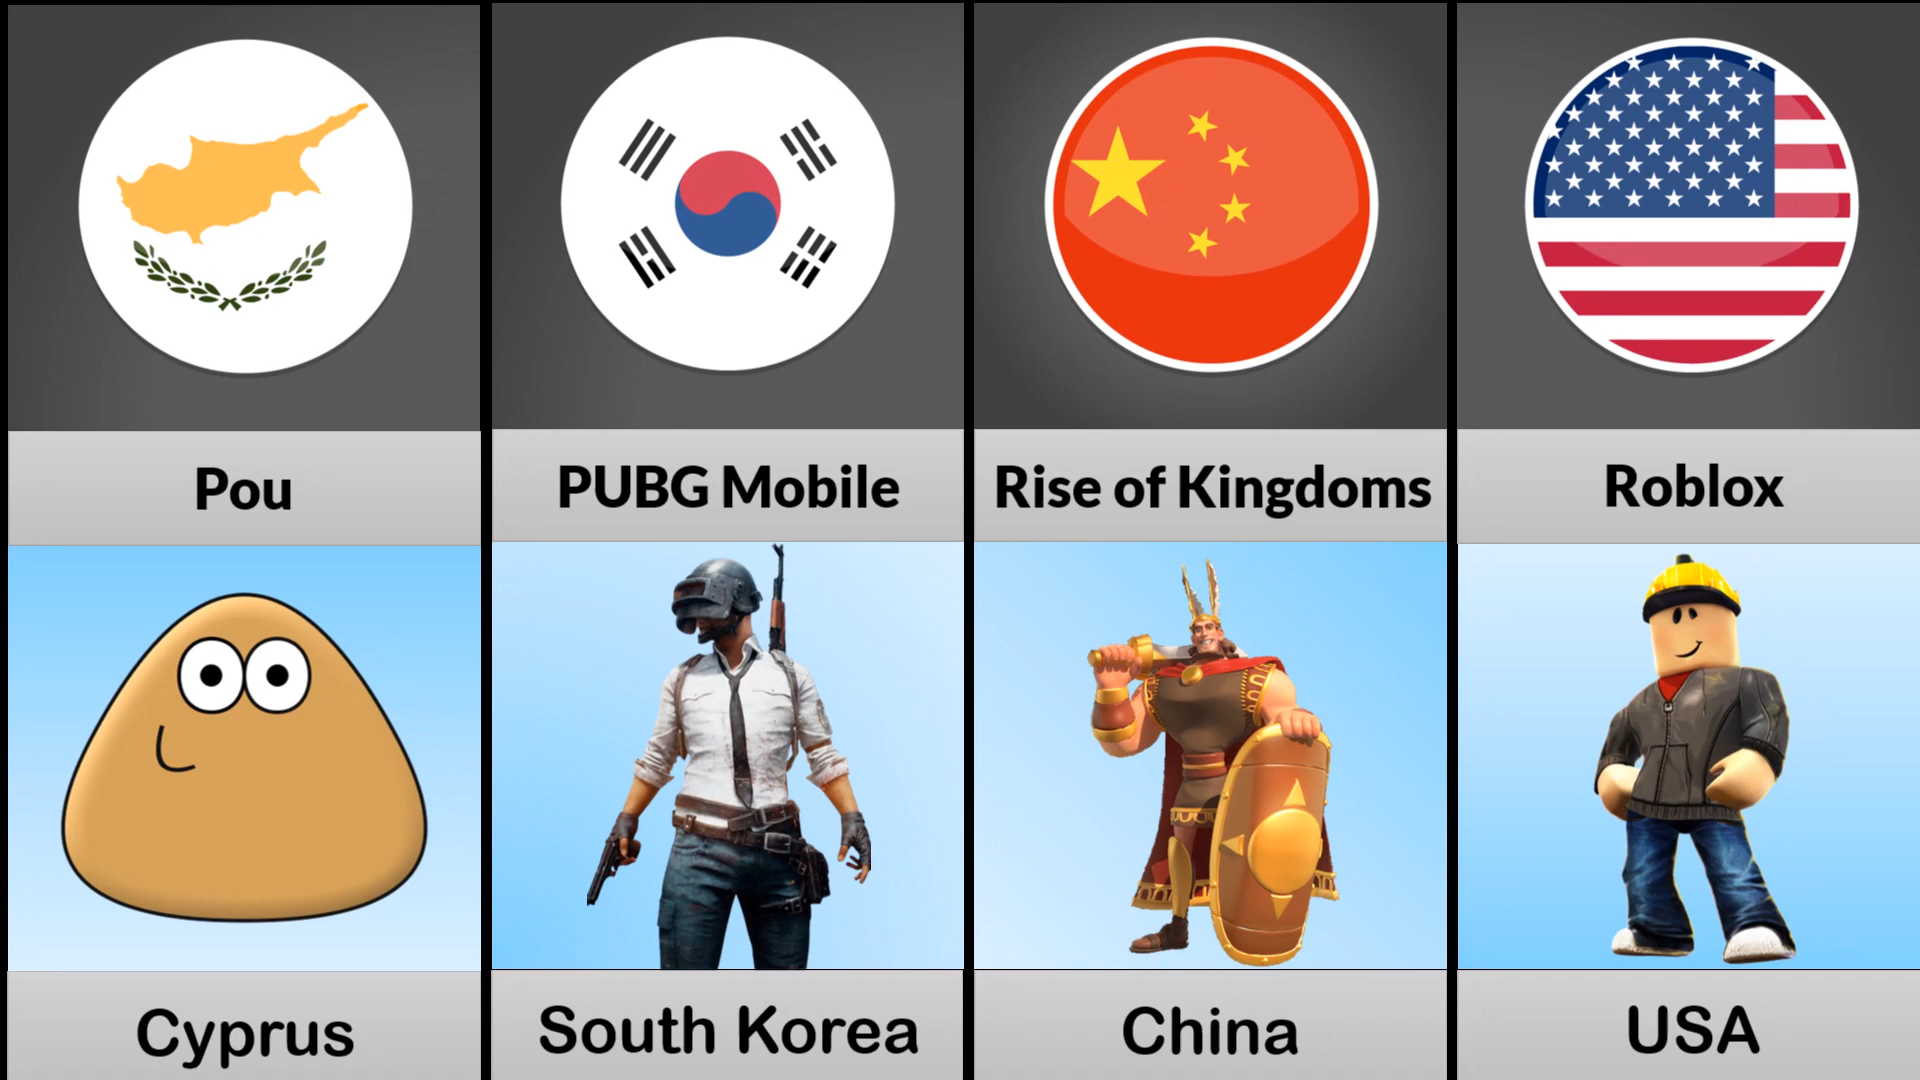 Pou
PUBG Mobile
Rise of Kingdoms
Roblox
Cyprus
South Korea
China
USA